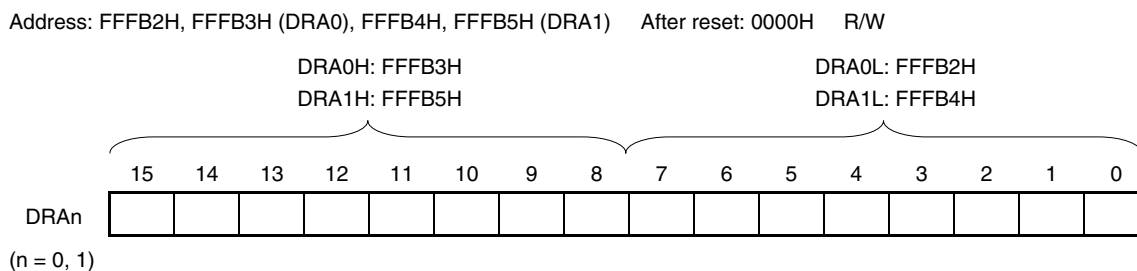 Address: FFFB2H, FFFB3H (DRA0), FFFB4H, FFFB5H (DRA1) After reset: 0000H R/W
DRA0H: FFFB3H DRA0L: FFFB2H
DRA1H: FFFB5H DRA1L: FFFB4H
15 14 13 12 11 10 9 8 7 6 5 4 3 2 1 0
DRAn
(n = 0, 1)